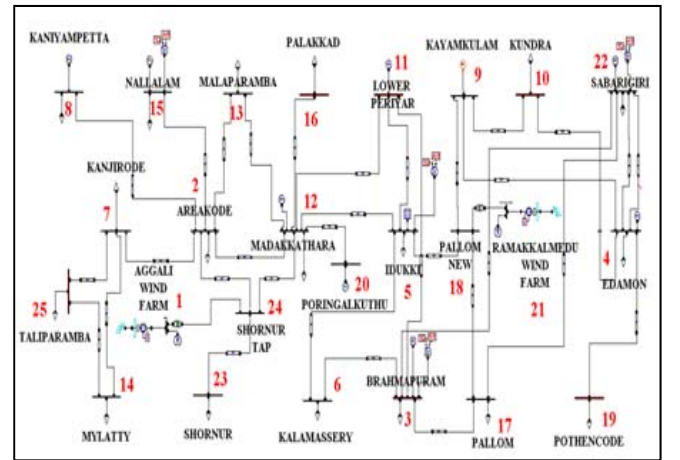 KANIYAMPETTA
PALAKKAD
KAYAMKULAM
KUNDRA
22
SABARIGIRI
8
NALLALAM
15
MALAPARAMBA
13
16
11
LOWER
PERIYAR
9
10
KANJIRODE
7
2
AREAKODE
12
MADAKKATHARA
IDUKKI
5
PALLOM
NEW
18
RAMAKKALMEDU
WIND
FARM
21
4
EDAMON
AGGALI
WIND
FARM
1
25
TALIPARAMBA
24
SHORNUR
TAP
20
PORINGALKUTHU
14
MYLATTY
23
SHORNUR
6
KALAMASSERY
BRAHMAPURAM
3
17
PALLOM
19
POTHENCODE